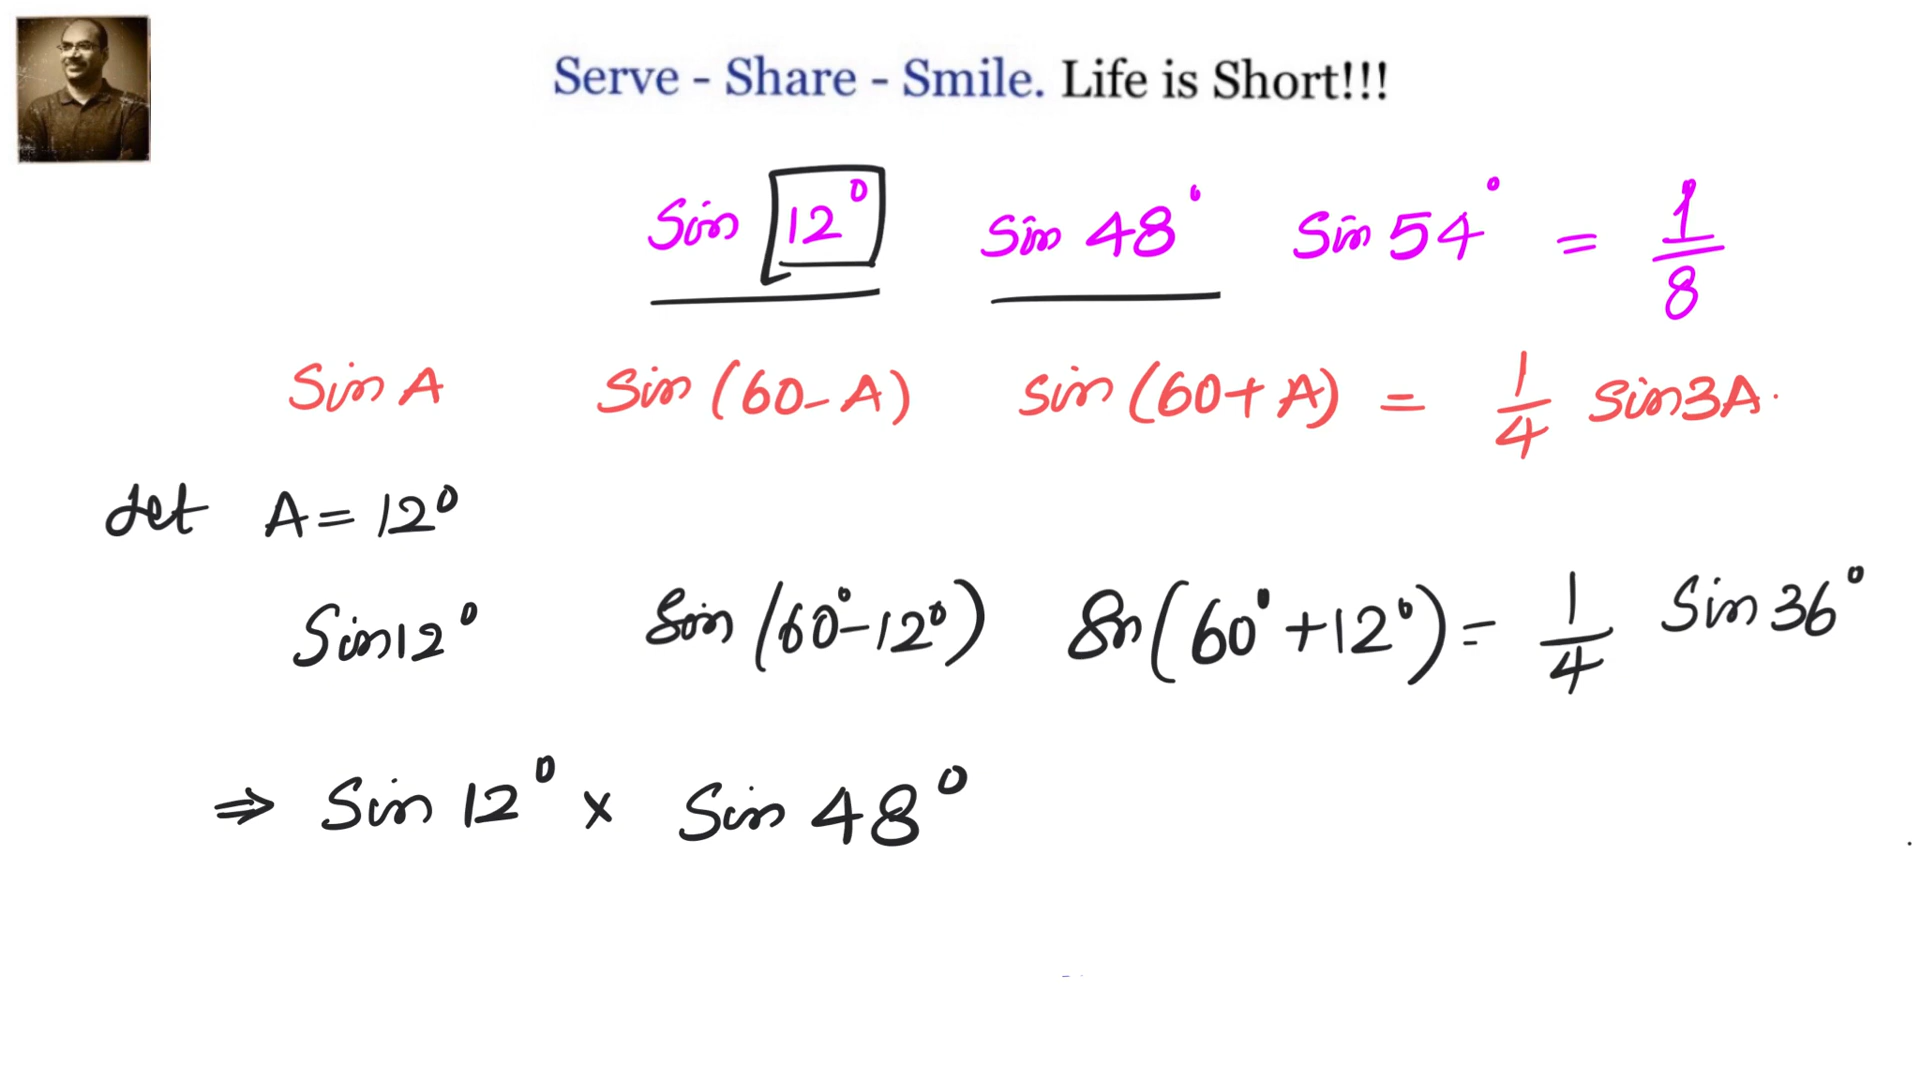 Serve - Share - Smile. Life is Short!!!
Sin 12° Sin 48° Sin 54° = 1/8
Sin A Sin (60-A) Sin (60+A) = 1/4 Sin3A.
Let A = 12°
Sin12° Sin (60°-12°) Sn (60°+12°) = 1/4 Sin 36°
⇒ Sin 12° × Sin 48°